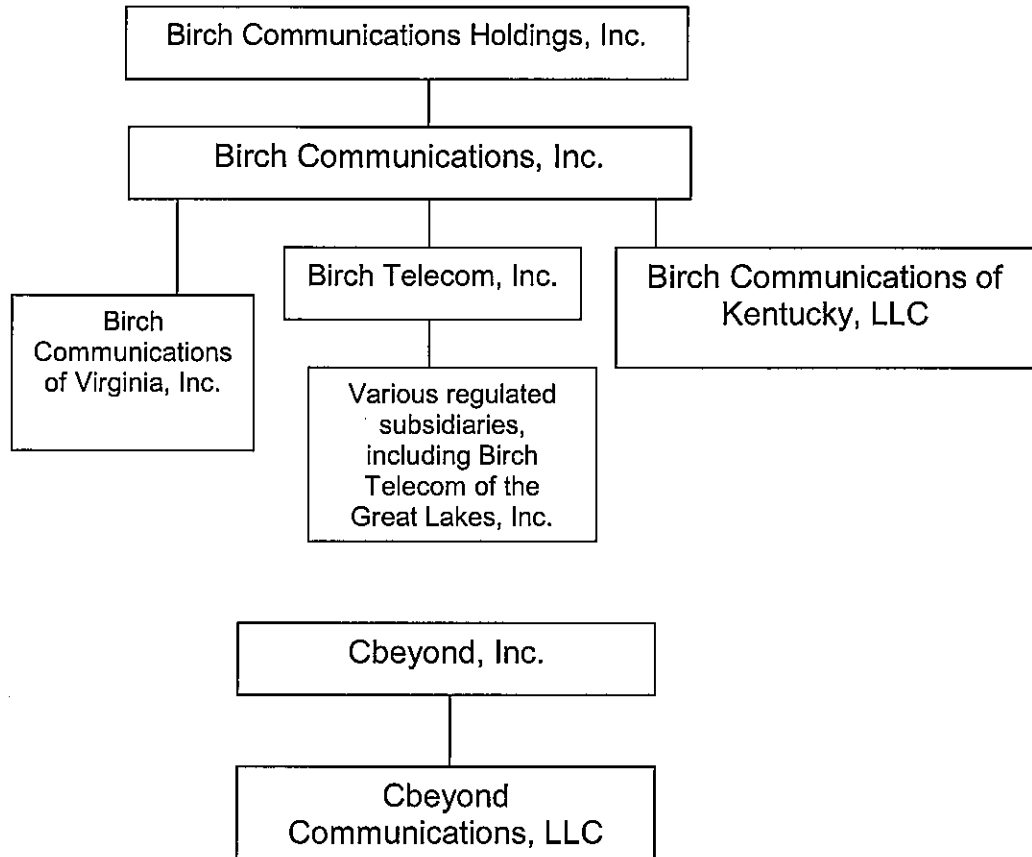 Birch Communications Holdings, Inc.
Birch Communications, Inc.
Birch
Communications
of Virginia, Inc.
Birch Telecom, Inc.
Birch Communications of
Kentucky, LLC
Various regulated
subsidiaries,
including Birch
Telecom of the
Great Lakes, Inc.
Cbeyond, Inc.
Cbeyond
Communications, LLC